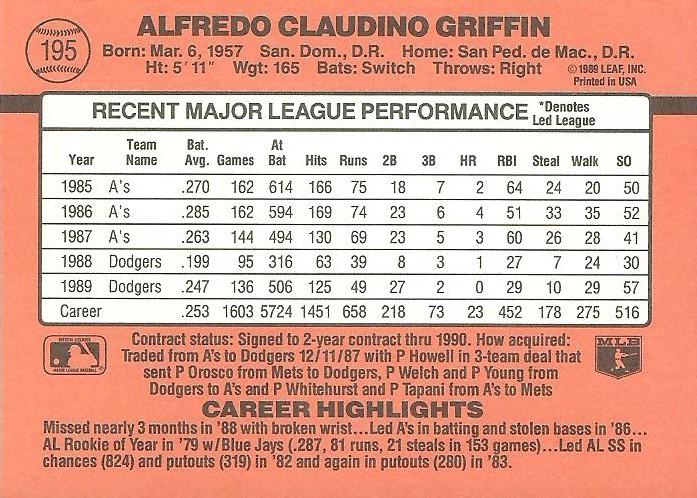 195
ALFREDO CLAUDINO GRIFFIN
Born: Mar. 6, 1957 San. Dom., D.R. Home: San Ped. de Mac., D.R.
Ht: 5'11" Wgt: 165 Bats: Switch Throws: Right
©1989 LEAF, INC.
Printed in USA
RECENT MAJOR LEAGUE PERFORMANCE *Denotes Led League
Year Team Name Bat. Avg. Games At Bat Hits Runs 2B 3B HR RBI Steal Walk SO
1985 A's .270 162 614 166 75 18 7 2 64 24 20 50
1986 A's .285 162 594 169 74 23 6 4 51 33 35 52
1987 A's .263 144 494 130 69 23 5 3 60 26 28 41
1988 Dodgers .199 95 316 63 39 8 3 1 27 7 24 30
1989 Dodgers .247 136 506 125 49 27 2 0 29 10 29 57
Career .253 1603 5724 1451 658 218 73 23 452 178 275 516
Contract status: Signed to 2-year contract thru 1990. How acquired:
Traded from A's to Dodgers 12/11/87 with P Howell in 3-team deal that
sent P Orosco from Mets to Dodgers, P Welch and P Young from
Dodgers to A's and P Whitehurst and P Tapani from A's to Mets
OFFICIAL LICENSEE
MAJOR LEAGUE BASEBALL
MLB
CAREER HIGHLIGHTS
Missed nearly 3 months in '88 with broken wrist...Led A's in batting and stolen bases in '86...
AL Rookie of Year in '79 w/Blue Jays (.287, 81 runs, 21 steals in 153 games)...Led AL SS in
chances (824) and putouts (319) in '82 and again in putouts (280) in '83.